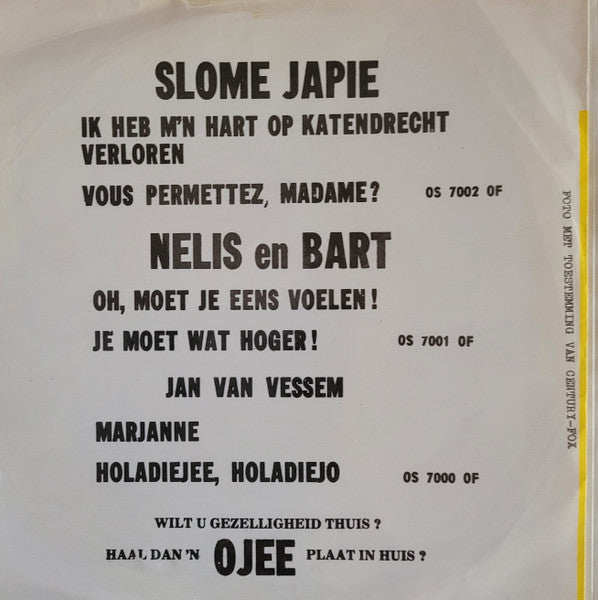 SLOME JAPIE
IK HEB M'N HART OP KATENDRECHT
VERLOREN
VOUS PERMETTEZ, MADAME? OS 7002 OF
NELIS en BART
OH, MOET JE EENS VOELEN!
JE MOET WAT HOGER! OS 7001 OF
JAN VAN VESSEM
MARJANNE
HOLADIEJEE, HOLADIEJO OS 7000 OF
WILT U GEZELLIGHEID THUIS?
HAAL DAN 'N OJEE PLAAT IN HUIS?
FOTO MET TOESTEMMING VAN CENTURY-FOX